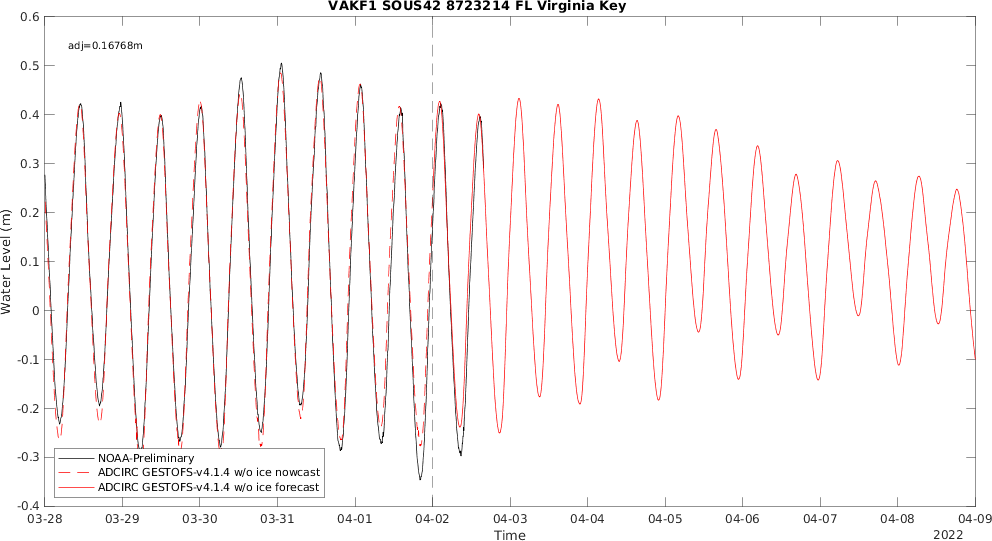 VAKF1 SOUS42 8723214 FL Virginia Key
adj=0.16768m
0.6
0.5
0.4
0.3
0.2
0.1
0
-0.1
-0.2
-0.3
-0.4
Water Level (m)
NOAA-Preliminary
ADCIRC GESTOFS-v4.1.4 w/o ice nowcast
ADCIRC GESTOFS-v4.1.4 w/o ice forecast
03-28 03-29 03-30 03-31 04-01 04-02 04-03 04-04 04-05 04-06 04-07 04-08 04-09
Time
2022